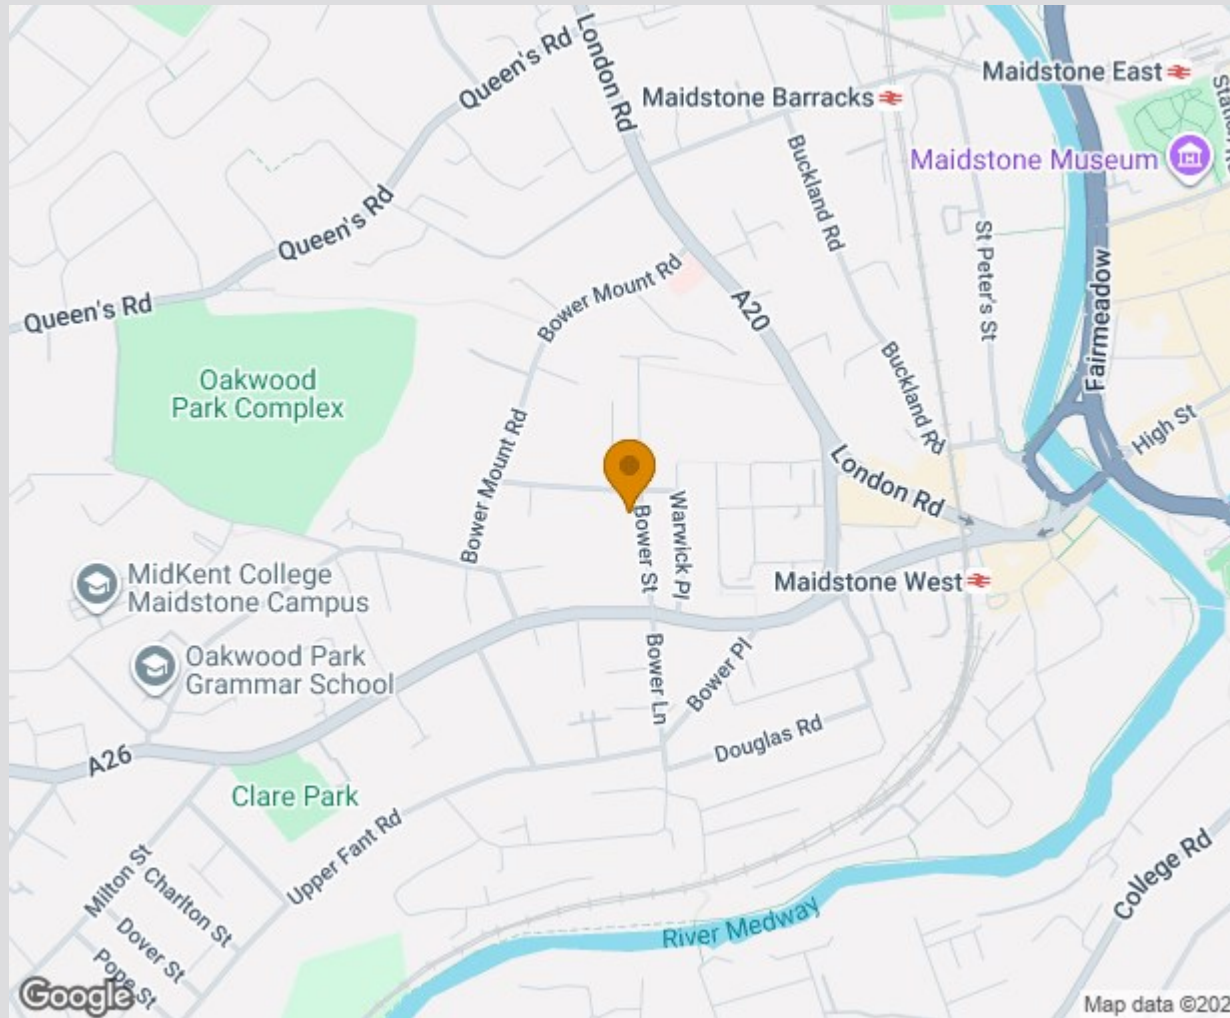 London Rd
Queen's Rd
Maidstone East
Maidstone Barracks
Maidstone Museum
Buckland Rd
St Peter's St
Queen's Rd
Fairmeadow
Bower Mount Rd
Queen's Rd
A20
Oakwood
Park Complex
Buckland Rd
High St
Bower Mount Rd
London Rd
Warwick Pl
Bower St
MidKent College
Maidstone Campus
Maidstone West
Oakwood Park
Grammar School
Bower Ln
Bower Pl
Douglas Rd
A26
Clare Park
Upper Fant Rd
Milton St
Charlton St
College Rd
Dover St
River Medway
Pope St
Google
Map data ©202